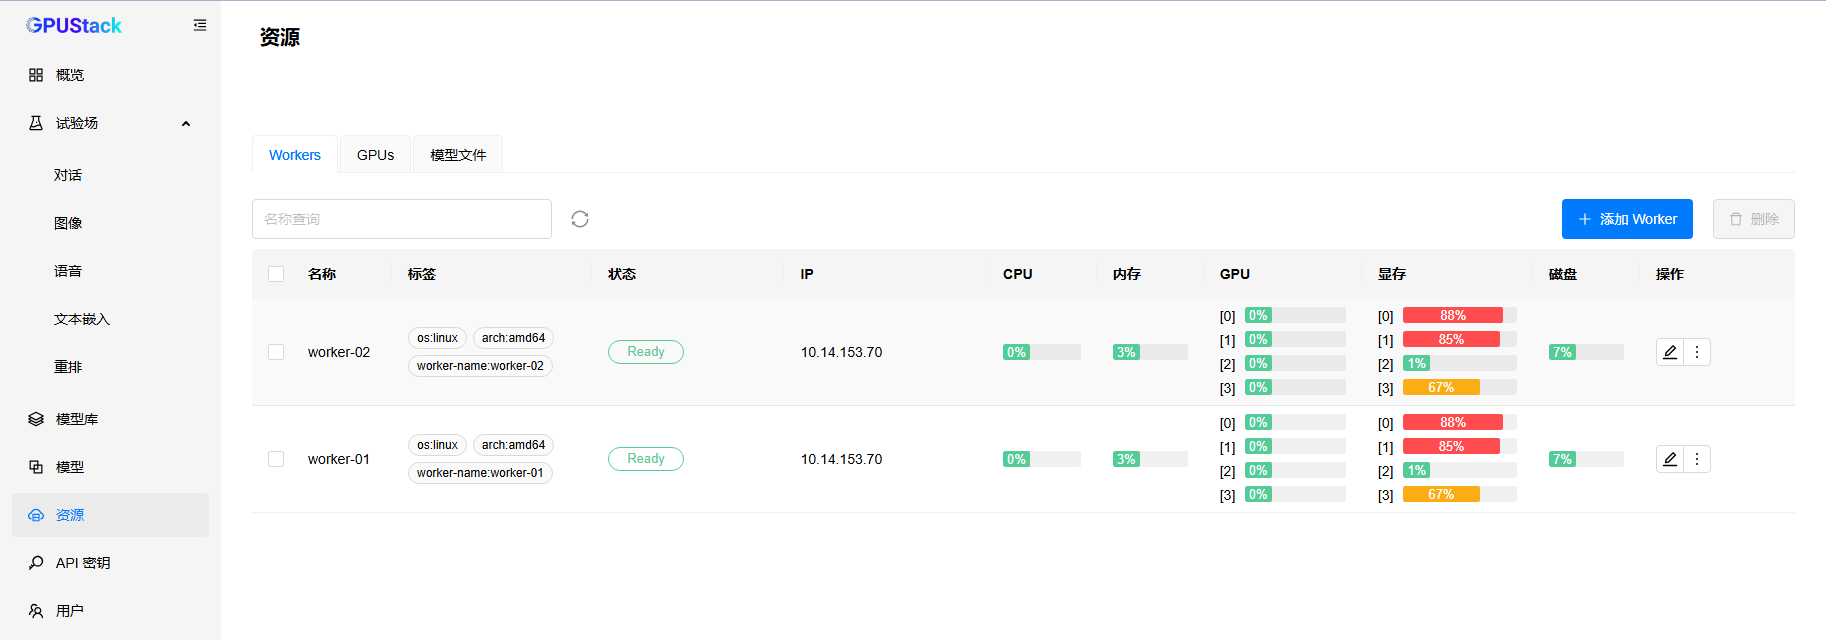 GPUStack
概览
试验场
对话
图像
语音
文本嵌入
重排
模型库
模型
资源
API 密钥
用户
资源
Workers GPUs 模型文件
名称查询 添加 Worker 删除
名称 标签 状态 IP CPU 内存 GPU 显存 磁盘 操作
worker-02 os:linux arch:amd64 worker-name:worker-02 Ready 10.14.153.70 0% 3%
[0] 0% [0] 88%
[1] 0% [1] 85%
[2] 0% [2] 1%
[3] 0% [3] 67%
7%
worker-01 os:linux arch:amd64 worker-name:worker-01 Ready 10.14.153.70 0% 3%
[0] 0% [0] 88%
[1] 0% [1] 85%
[2] 0% [2] 1%
[3] 0% [3] 67%
7%